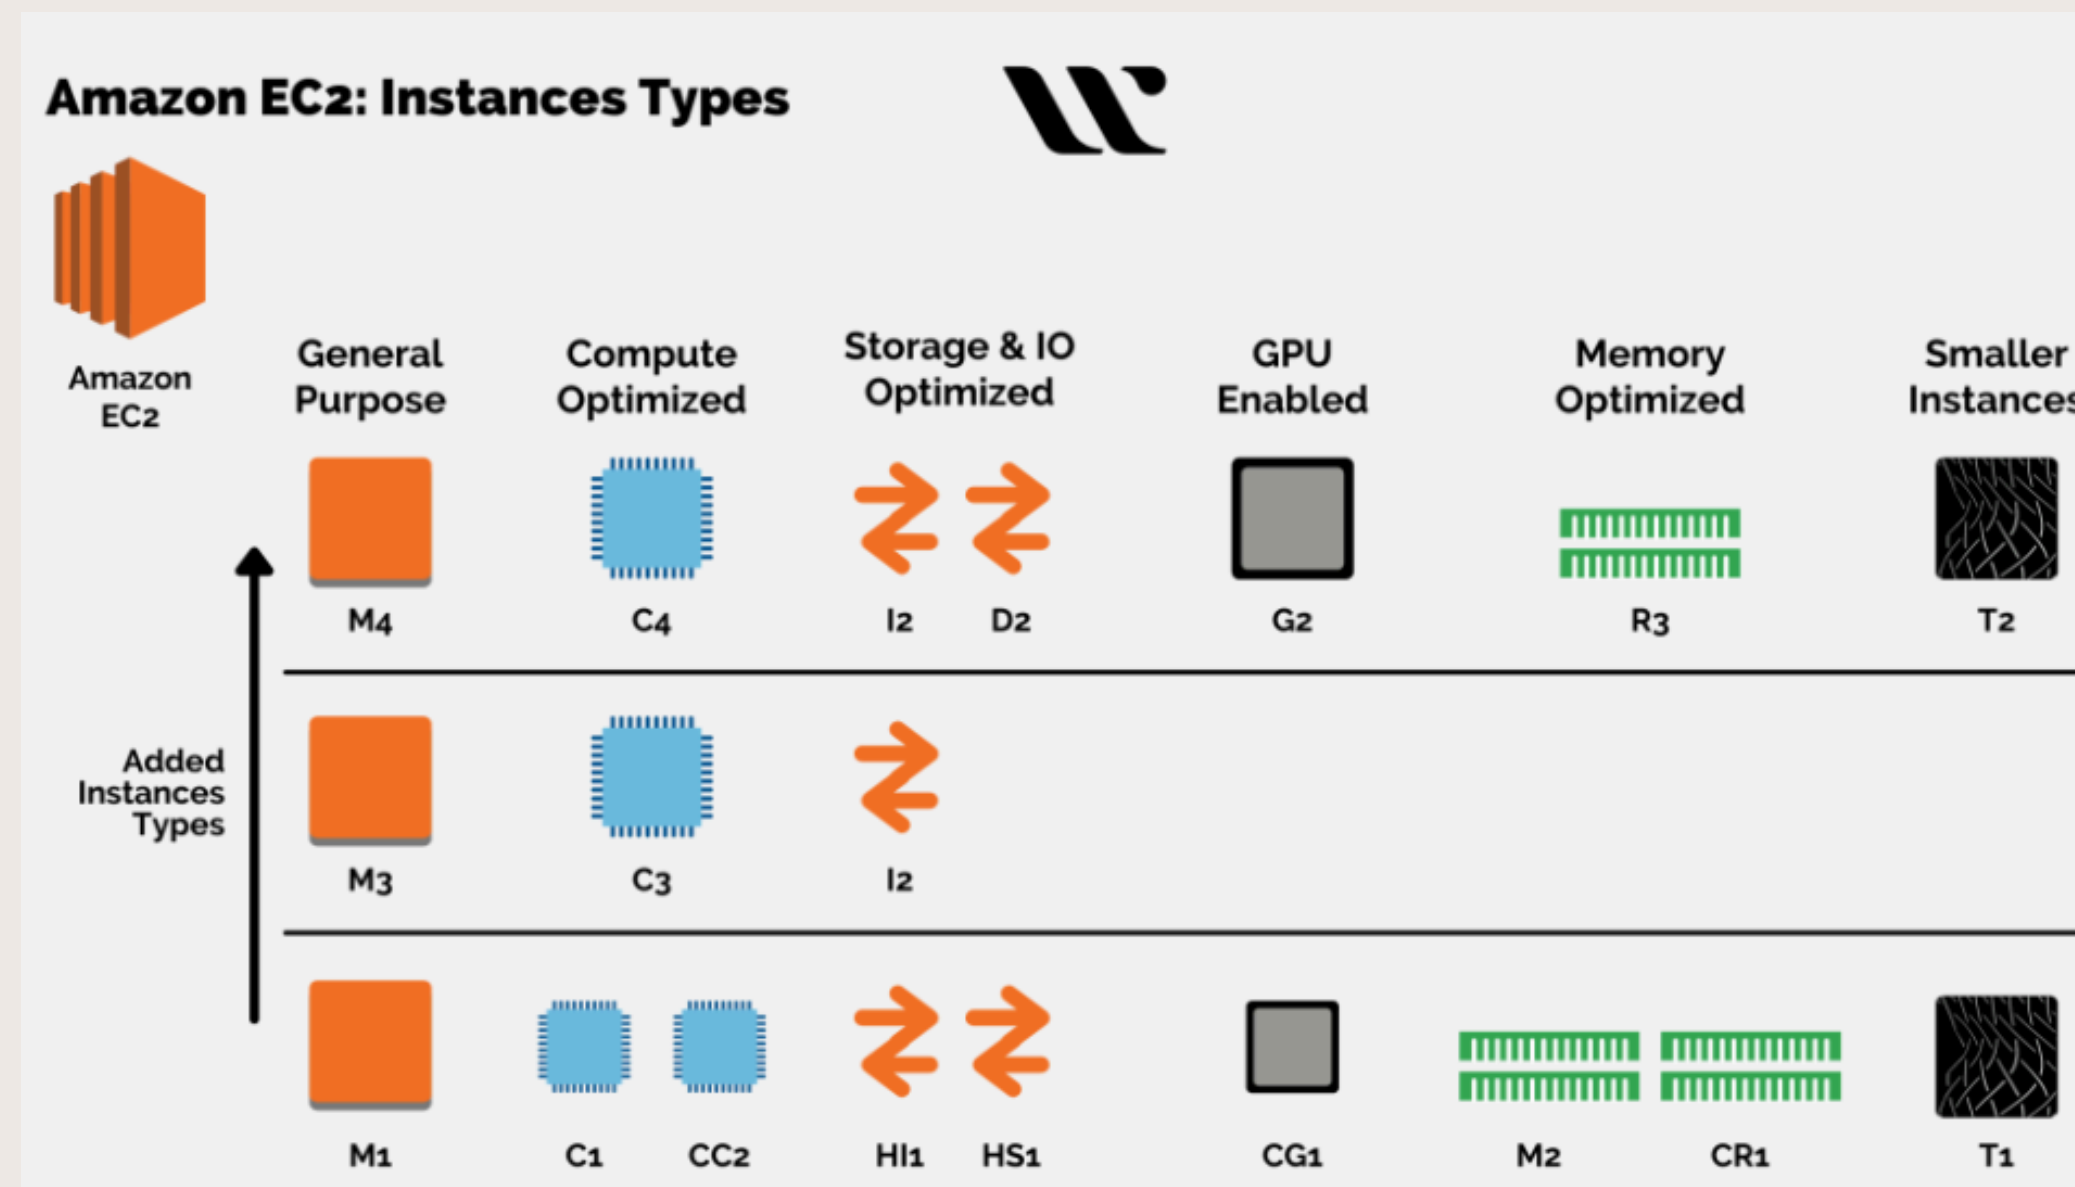 Amazon EC2: Instances Types
Amazon
EC2
General
Purpose
Compute
Optimized
Storage & IO
Optimized
GPU
Enabled
Memory
Optimized
Smaller
Instances
M4
C4
I2
D2
G2
R3
T2
Added
Instances
Types
M3
C3
I2
M1
C1
CC2
HI1
HS1
CG1
M2
CR1
T1